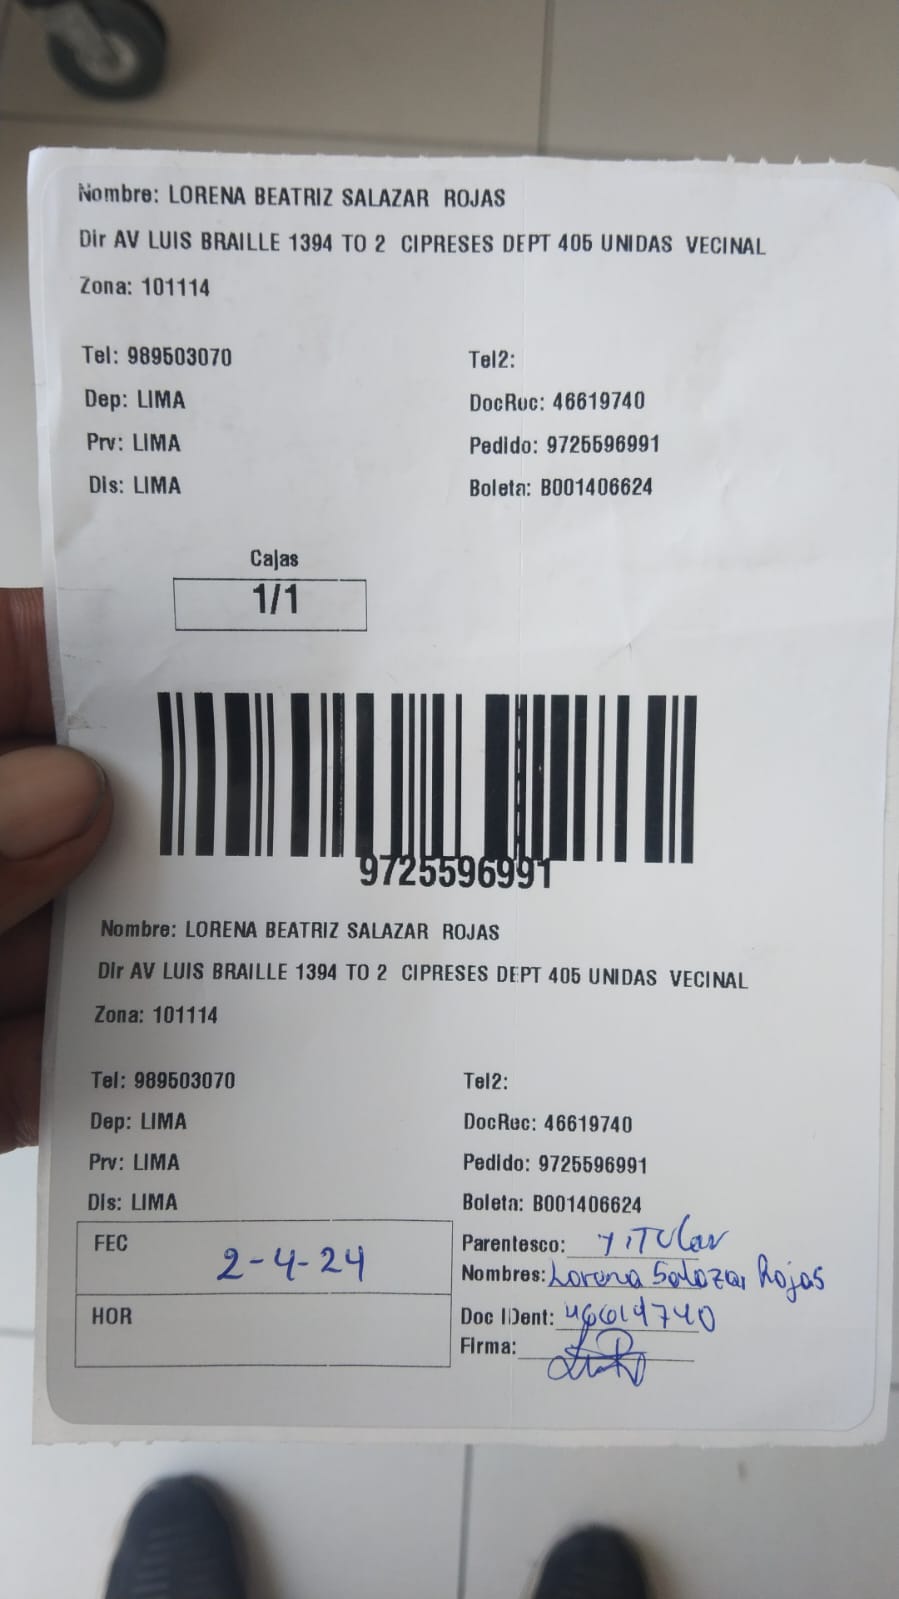 Nombre: LORENA BEATRIZ SALAZAR ROJAS
Dir AV LUIS BRAILLE 1394 TO 2 CIPRESES DEPT 405 UNIDAS VECINAL
Zona: 101114
Tel: 989503070 Tel2:
Dep: LIMA DocRuc: 46619740
Prv: LIMA Pedido: 9725596991
Dis: LIMA Boleta: B001406624
Cajas
1/1
9725596991
Nombre: LORENA BEATRIZ SALAZAR ROJAS
Dir AV LUIS BRAILLE 1394 TO 2 CIPRESES DEPT 405 UNIDAS VECINAL
Zona: 101114
Tel: 989503070 Tel2:
Dep: LIMA DocRuc: 46619740
Prv: LIMA Pedido: 9725596991
Dis: LIMA Boleta: B001406624
FEC 2-4-24 Parentesco: TITular
Nombres: Lorena Salazar Rojas
HOR Doc IDent: 46619740
Firma: